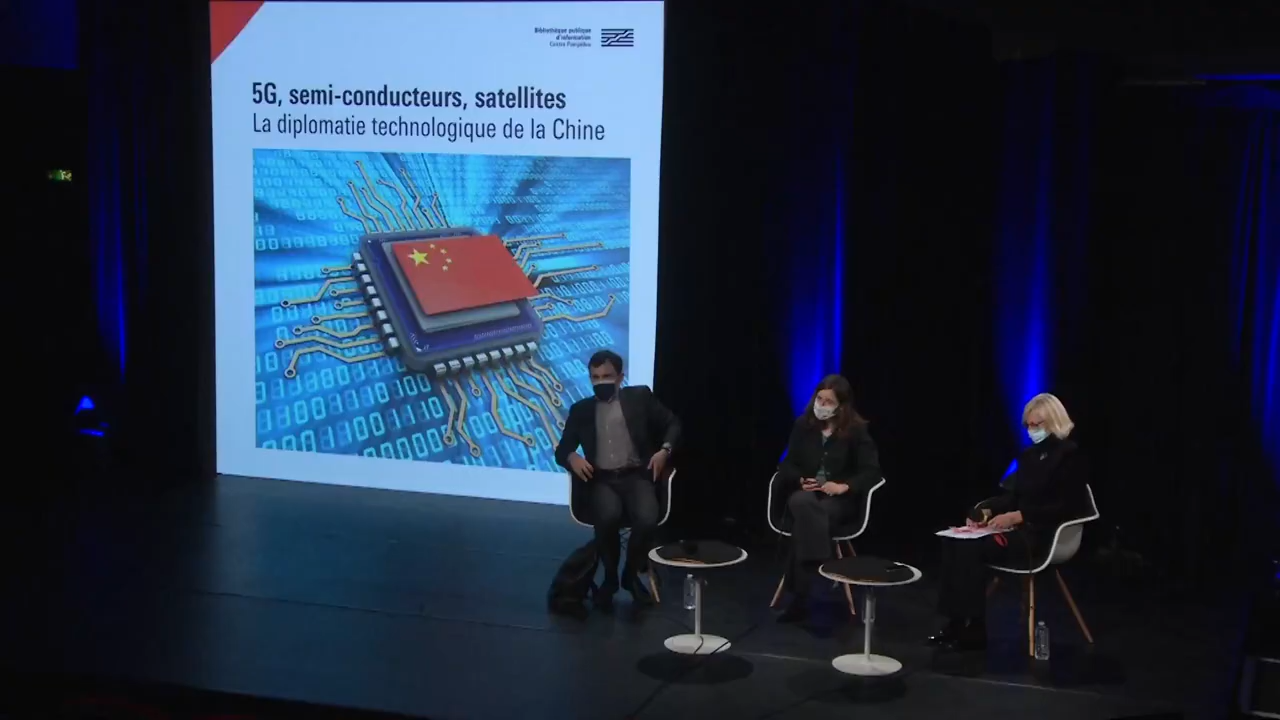 Bibliothèque publique
d'information
Centre Pompidou
5G, semi-conducteurs, satellites
La diplomatie technologique de la Chine